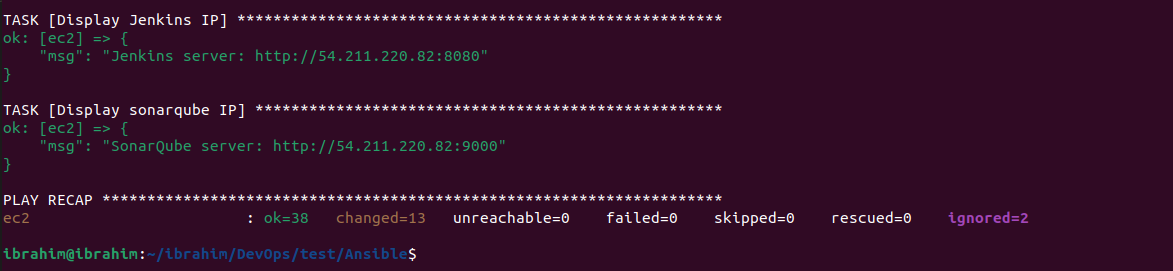 TASK [Display Jenkins IP] ******************************************************
ok: [ec2] => {
    "msg": "Jenkins server: http://54.211.220.82:8080"
}
TASK [Display sonarqube IP] ****************************************************
ok: [ec2] => {
    "msg": "SonarQube server: http://54.211.220.82:9000"
}
PLAY RECAP *********************************************************************
ec2                        : ok=38   changed=13   unreachable=0    failed=0    skipped=0    rescued=0    ignored=2
ibrahim@ibrahim:~/ibrahim/DevOps/test/Ansible$